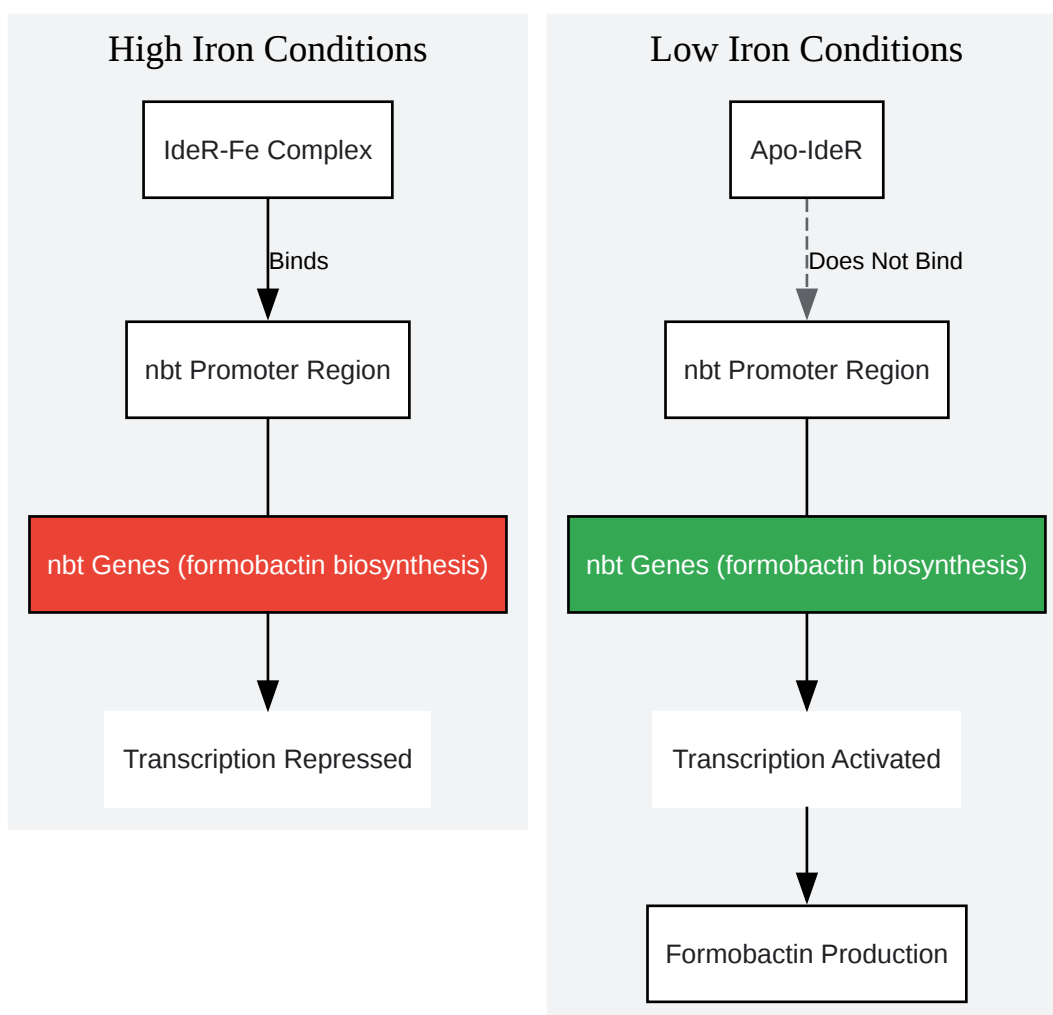 High Iron Conditions
IdeR-Fe Complex
Binds
nbt Promoter Region
nbt Genes (formobactin biosynthesis)
Transcription Repressed
Low Iron Conditions
Apo-IdeR
Does Not Bind
nbt Promoter Region
nbt Genes (formobactin biosynthesis)
Transcription Activated
Formobactin Production